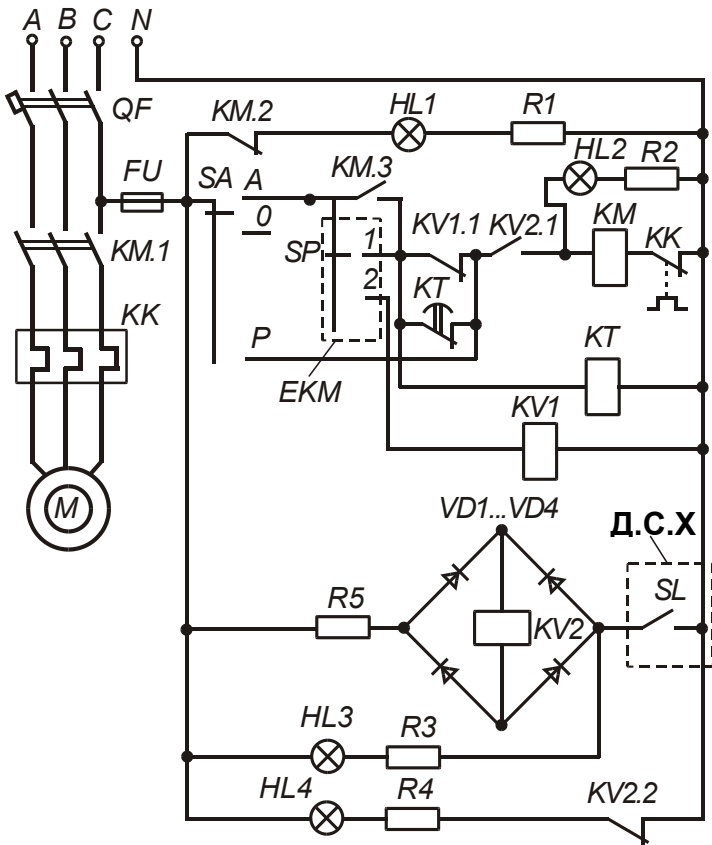 A B C N
QF
KM.2
HL1
R1
HL2
R2
FU
SA
A
KM.3
0
KM.1
SP
1
KV1.1
KV2.1
KM
KK
2
KT
KK
P
KT
EKM
KV1
M
VD1...VD4
Д.С.Х
SL
R5
KV2
HL3
R3
HL4
R4
KV2.2